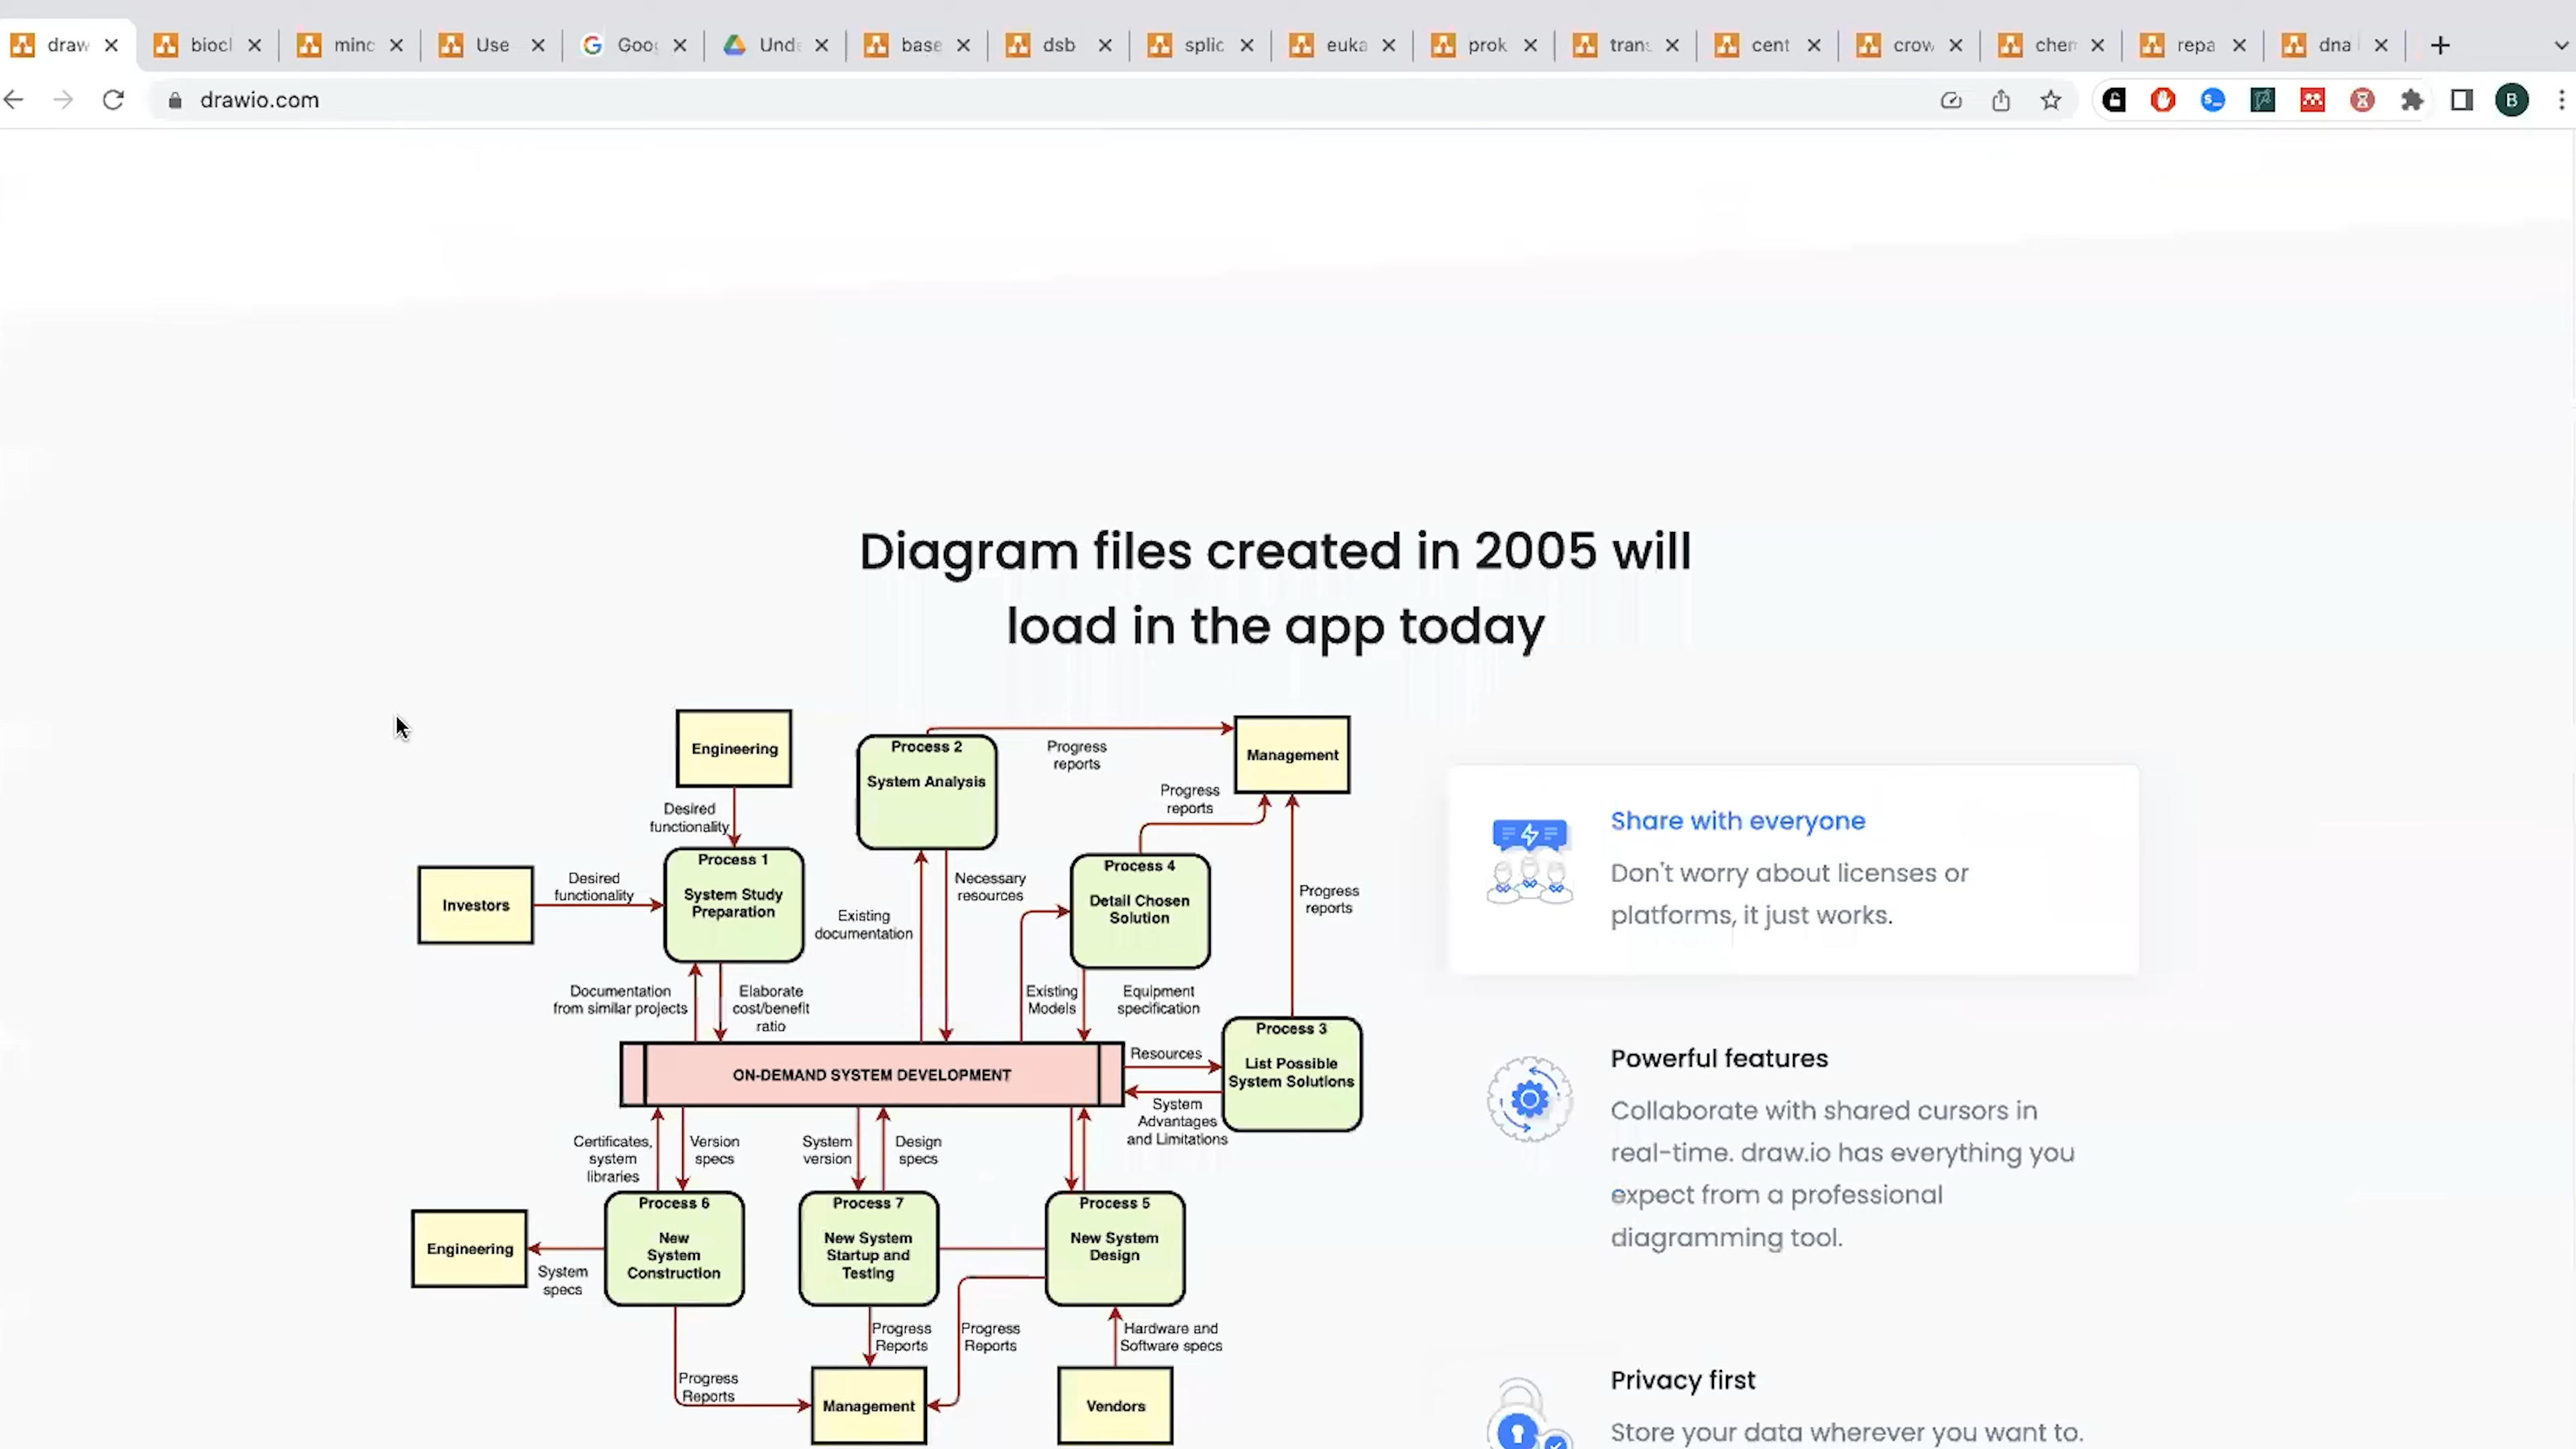 draw
biocl
minc
Use
Goog
Unde
base
dsb
splic
euka
prok
trans
cent
crow
chem
repa
dna
drawio.com
B
Diagram files created in 2005 will
load in the app today
Engineering
Process 2
System Analysis
Progress
reports
Management
Desired
functionality
Progress
reports
Investors
Desired
functionality
Process 1
System Study
Preparation
Existing
documentation
Necessary
resources
Process 4
Detail Chosen
Solution
Progress
reports
Documentation
from similar projects
Elaborate
cost/benefit
ratio
Existing
Models
Equipment
specification
ON-DEMAND SYSTEM DEVELOPMENT
Resources
System
Advantages
and Limitations
Process 3
List Possible
System Solutions
Certificates,
system
libraries
Version
specs
System
version
Design
specs
Engineering
System
specs
Process 6
New
System
Construction
Process 7
New System
Startup and
Testing
Process 5
New System
Design
Progress
Reports
Progress
Reports
Progress
Reports
Hardware and
Software specs
Management
Vendors
Share with everyone
Don't worry about licenses or
platforms, it just works.
Powerful features
Collaborate with shared cursors in
real-time. draw.io has everything you
expect from a professional
diagramming tool.
Privacy first
Store your data wherever you want to.